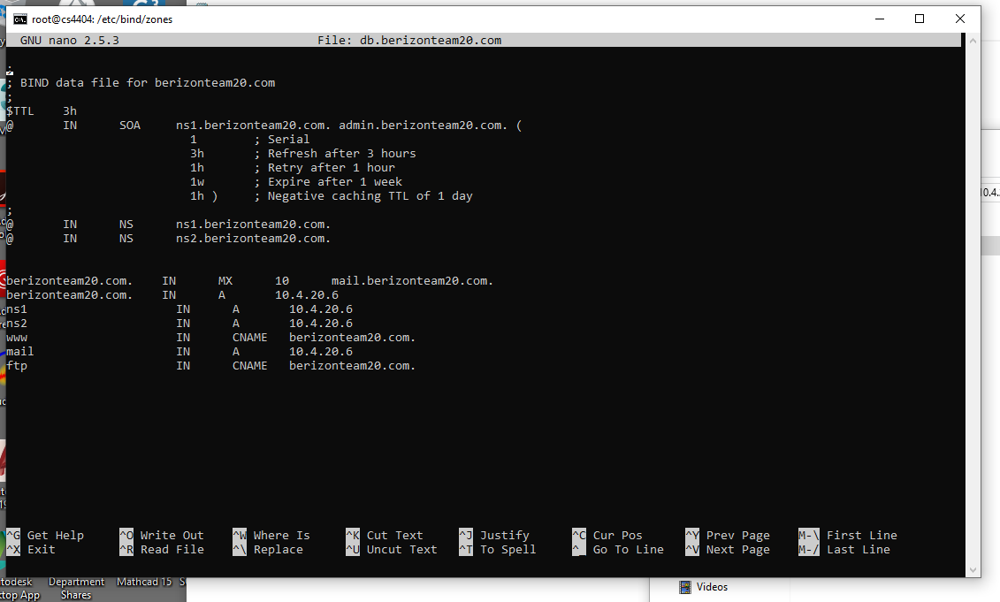 root@cs4404: /etc/bind/zones
GNU nano 2.5.3 File: db.berizonteam20.com
;
; BIND data file for berizonteam20.com
;
$TTL 3h
@ IN SOA ns1.berizonteam20.com. admin.berizonteam20.com. (
1 ; Serial
3h ; Refresh after 3 hours
1h ; Retry after 1 hour
1w ; Expire after 1 week
1h ) ; Negative caching TTL of 1 day
;
@ IN NS ns1.berizonteam20.com.
@ IN NS ns2.berizonteam20.com.
berizonteam20.com. IN MX 10 mail.berizonteam20.com.
berizonteam20.com. IN A 10.4.20.6
ns1 IN A 10.4.20.6
ns2 IN A 10.4.20.6
www IN CNAME berizonteam20.com.
mail IN A 10.4.20.6
ftp IN CNAME berizonteam20.com.
^G Get Help ^O Write Out ^W Where Is ^K Cut Text ^J Justify ^C Cur Pos ^Y Prev Page M-\ First Line
^X Exit ^R Read File ^\ Replace ^U Uncut Text ^T To Spell ^_ Go To Line ^V Next Page M-/ Last Line
Department Shares
Mathcad 15
Videos